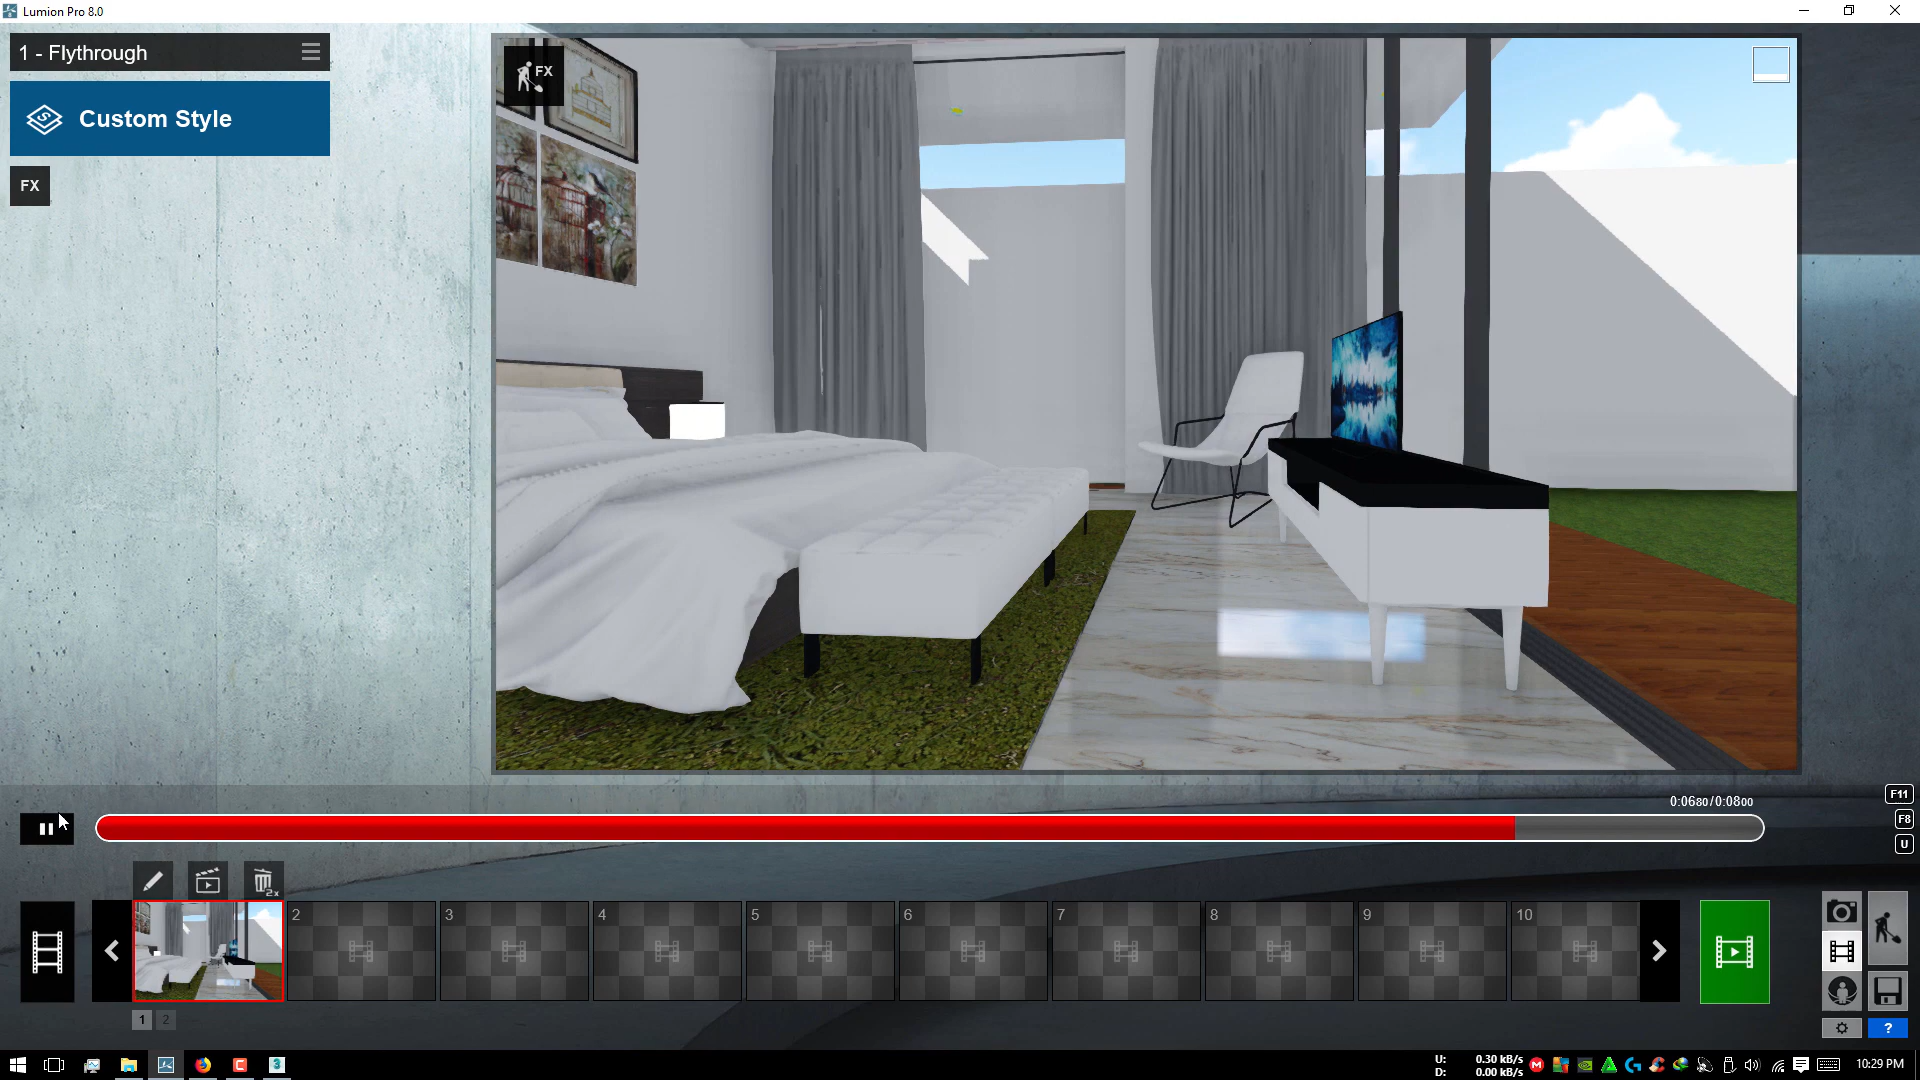 Lumion Pro 8.0
1 - Flythrough
Custom Style
FX
FX
0:0680/0:0800
F11
F8
U
2x
2
3
4
5
6
7
8
9
10
1 2
?
U: 0.30 kB/s
D: 0.00 kB/s
10:29 PM